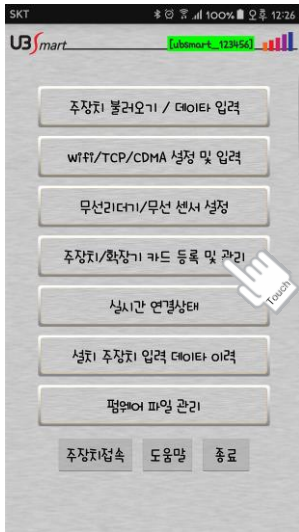 SKT 100% 오후 12:26
U3Smart [ubsmart_123456]
주장치 불러오기 / 데이타 입력
wifi/TCP/CDMA 설정 및 입력
무선리더기/무선 센서 설정
주장치/확장기 카드 등록 및 관리
Touch
실시간 연결상태
설치 주장치 입력 데이타 이력
펌웨어 파일 관리
주장치접속 도움말 종료